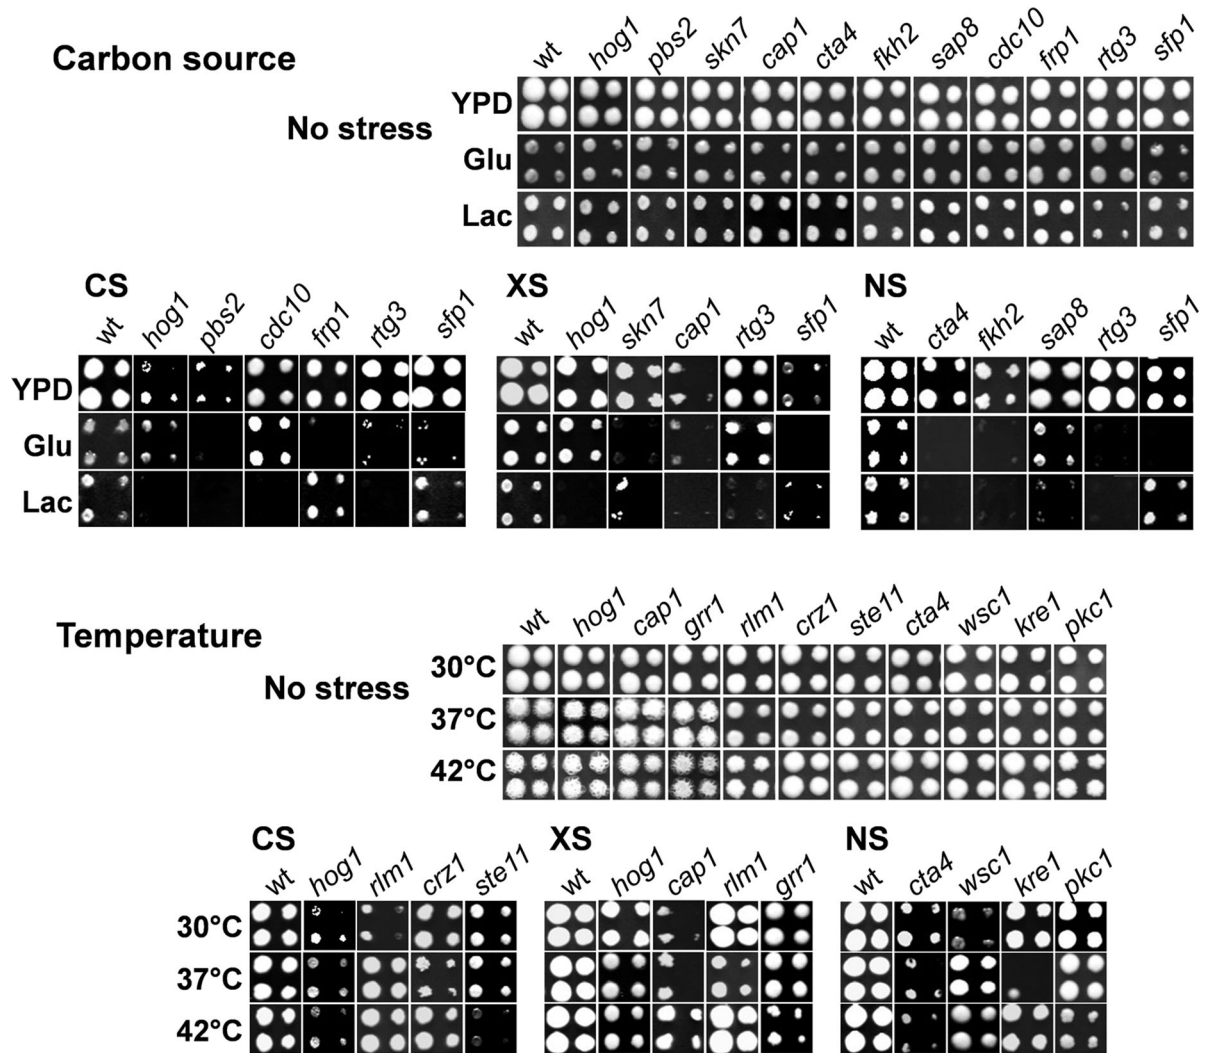 Carbon source
wt hog1 pbs2 skn7 cap1 cta4 fkh2 sap8 cdc10 frp1 rtg3 sfp1
No stress
YPD
Glu
Lac
CS
wt hog1 pbs2 cdc10 frp1 rtg3 sfp1
YPD
Glu
Lac
XS
wt hog1 skn7 cap1 rtg3 sfp1
NS
wt cta4 fkh2 sap8 rtg3 sfp1
Temperature
wt hog1 cap1 grr1 rlm1 crz1 ste11 cta4 wsc1 kre1 pkc1
No stress
30°C
37°C
42°C
CS
wt hog1 rlm1 crz1 ste11
30°C
37°C
42°C
XS
wt hog1 cap1 rlm1 grr1
NS
wt cta4 wsc1 kre1 pkc1